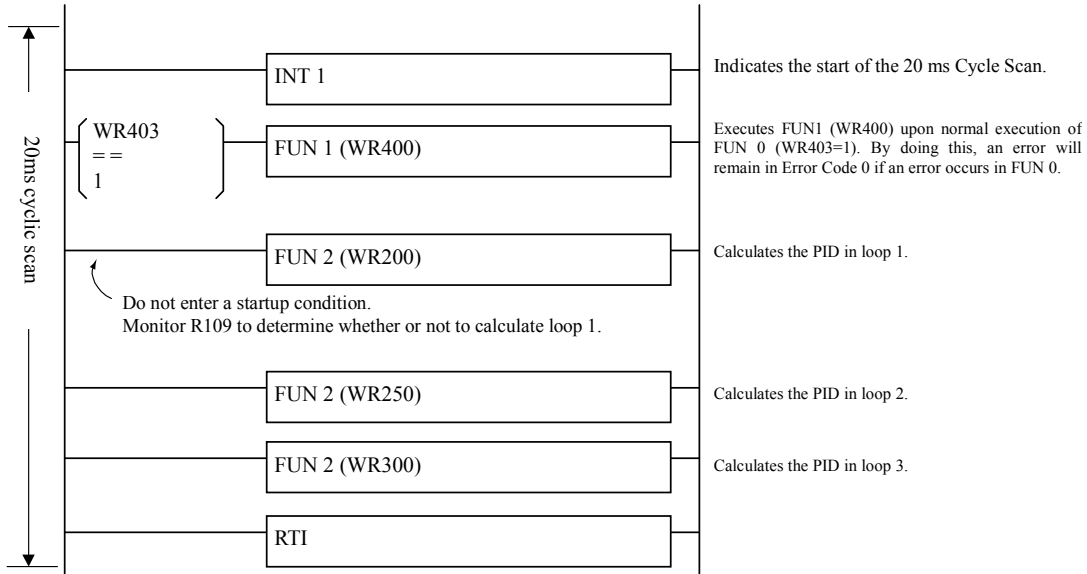 INT 1
Indicates the start of the 20 ms Cycle Scan.
20ms cyclic scan
WR403
= =
1
FUN 1 (WR400)
Executes FUN1 (WR400) upon normal execution of
FUN 0 (WR403=1). By doing this, an error will
remain in Error Code 0 if an error occurs in FUN 0.
FUN 2 (WR200)
Calculates the PID in loop 1.
Do not enter a startup condition.
Monitor R109 to determine whether or not to calculate loop 1.
FUN 2 (WR250)
Calculates the PID in loop 2.
FUN 2 (WR300)
Calculates the PID in loop 3.
RTI